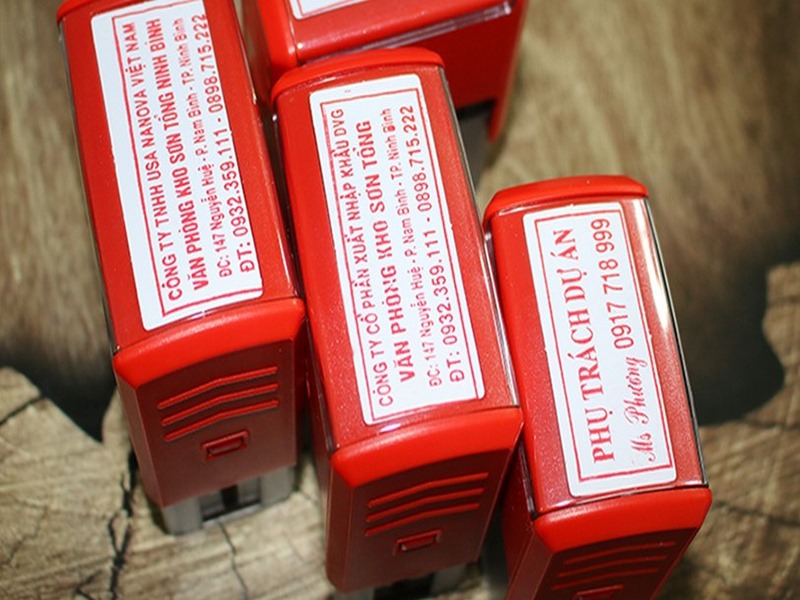 CÔNG TY TNHH USA NANOVA VIỆT NAM
VĂN PHÒNG KHO SƠN TỔNG NINH BÌNH
ĐC: 147 Nguyễn Huệ - P. Nam Bình - TP. Ninh Bình
ĐT: 0932.359.111 - 0898.715.222
CÔNG TY CỔ PHẦN XUẤT NHẬP KHẨU DVG
VĂN PHÒNG KHO SƠN TỔNG
ĐC: 147 Nguyễn Huệ - P. Nam Bình - TP. Ninh Bình
ĐT: 0932.359.111 - 0898.715.222
PHỤ TRÁCH DỰ ÁN
Ms Phương 0917 718 999